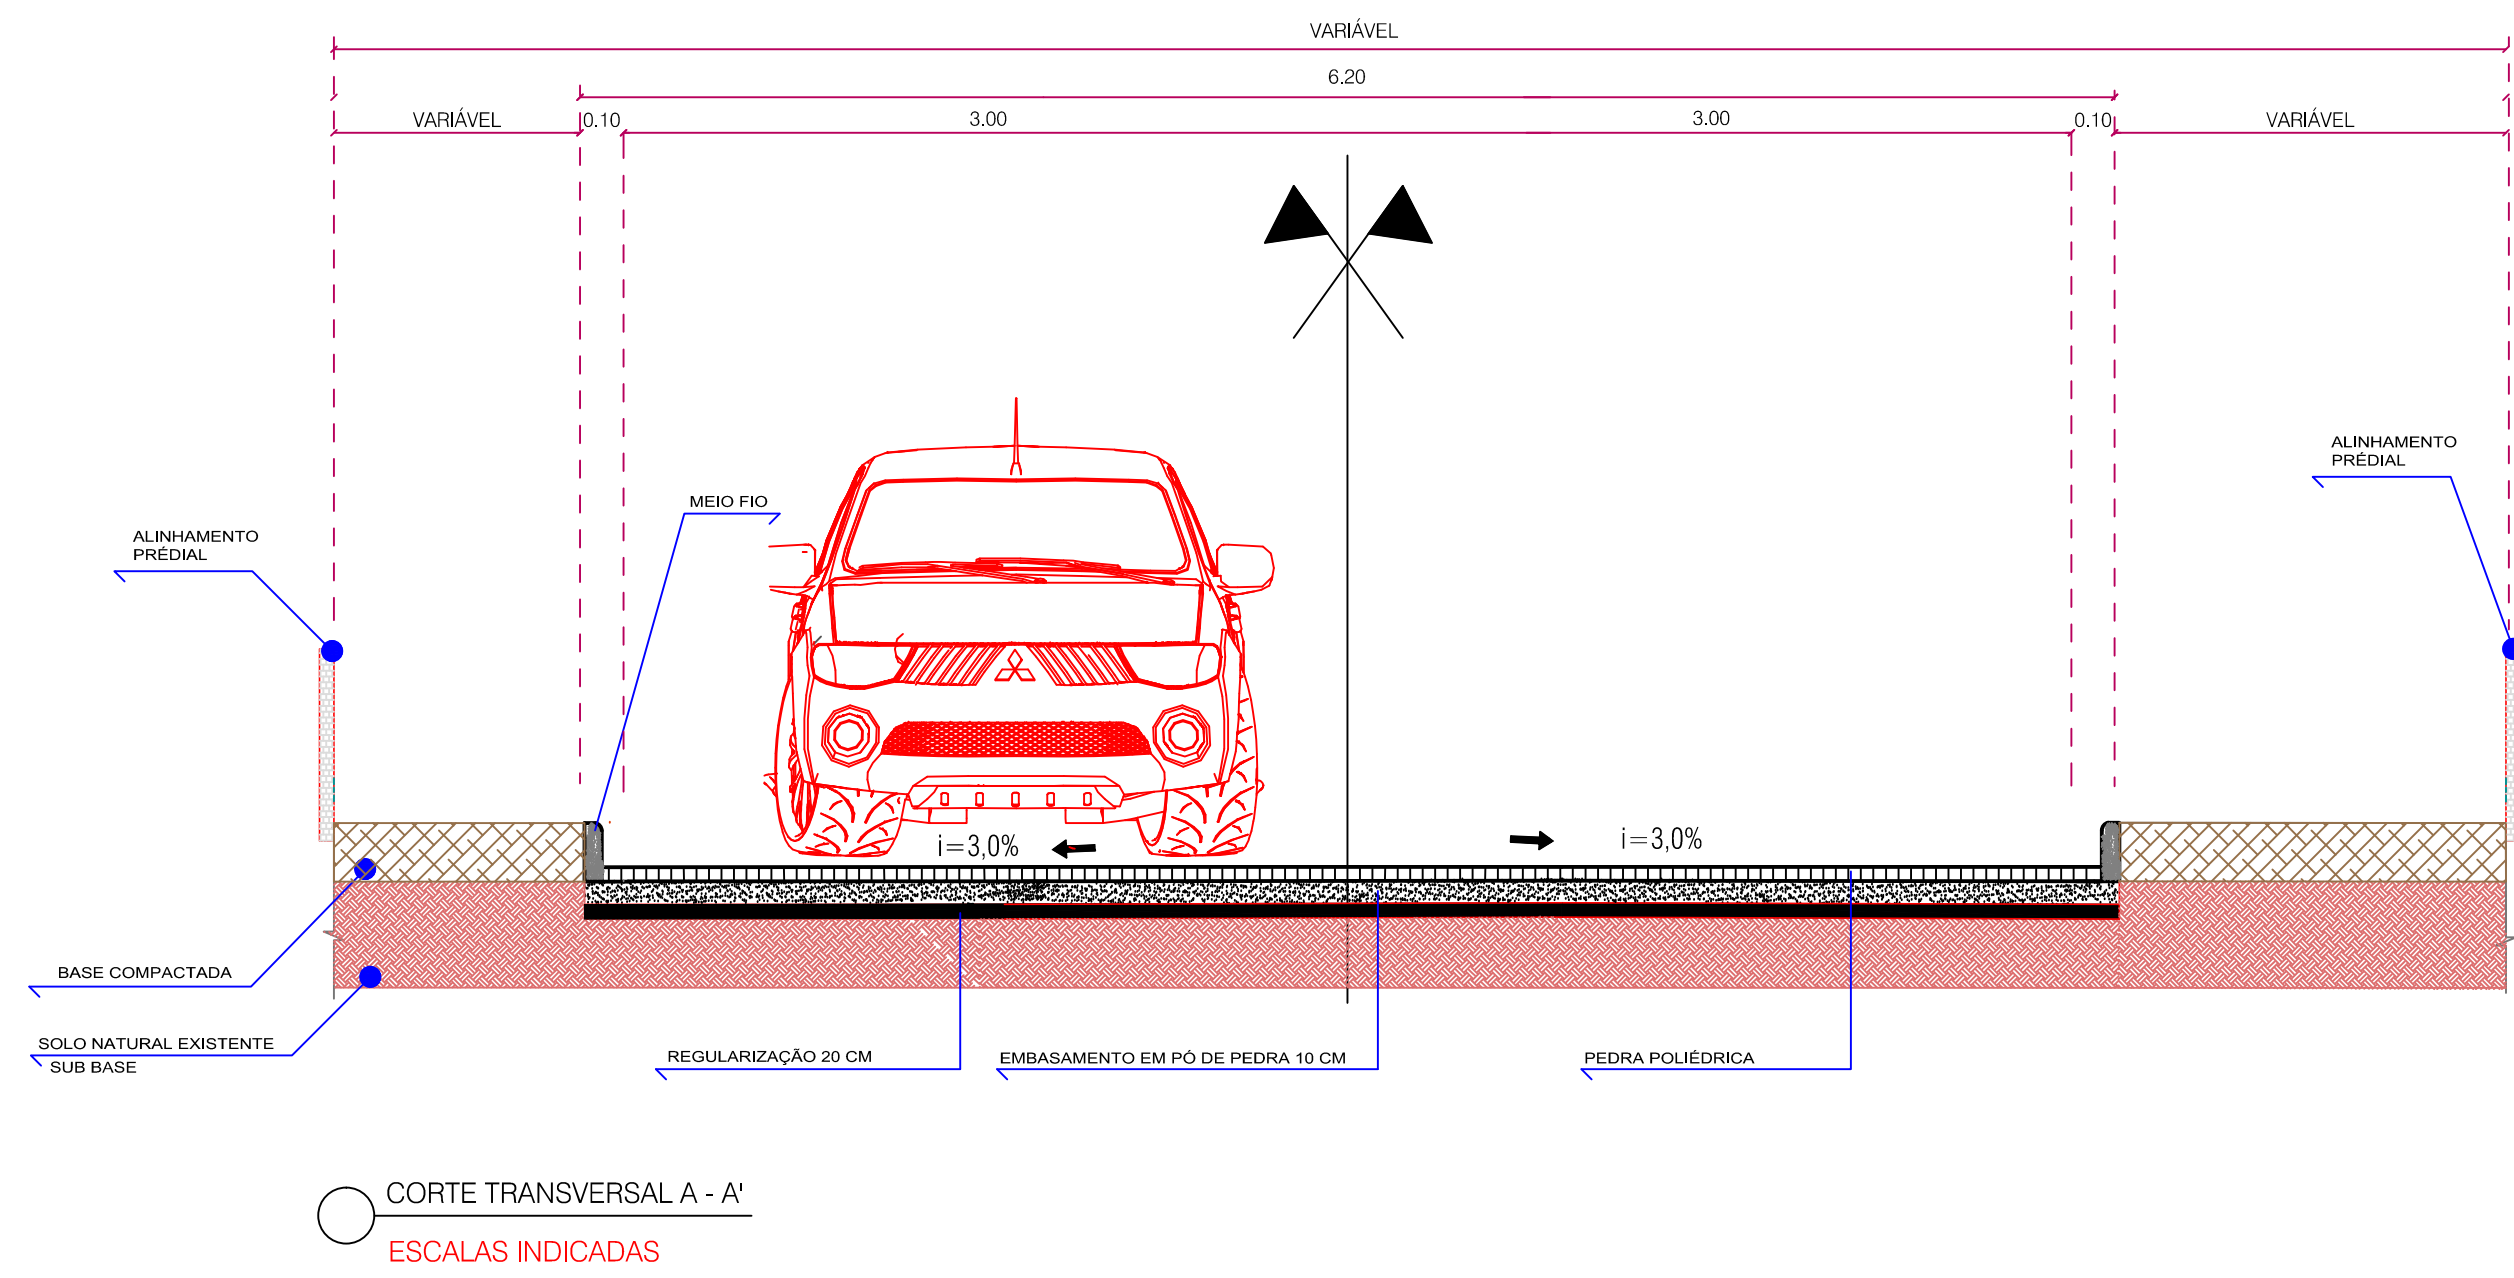 VARIÁVEL
6.20
VARIÁVEL
0.10
3.00
3.00
0.10
VARIÁVEL
ALINHAMENTO
PRÉDIAL
MEIO FIO
ALINHAMENTO
PRÉDIAL
i=3,0%
i=3,0%
BASE COMPACTADA
SOLO NATURAL EXISTENTE
SUB BASE
REGULARIZAÇÃO 20 CM
EMBASAMENTO EM PÓ DE PEDRA 10 CM
PEDRA POLIÉDRICA
CORTE TRANSVERSAL A - A'
ESCALAS INDICADAS